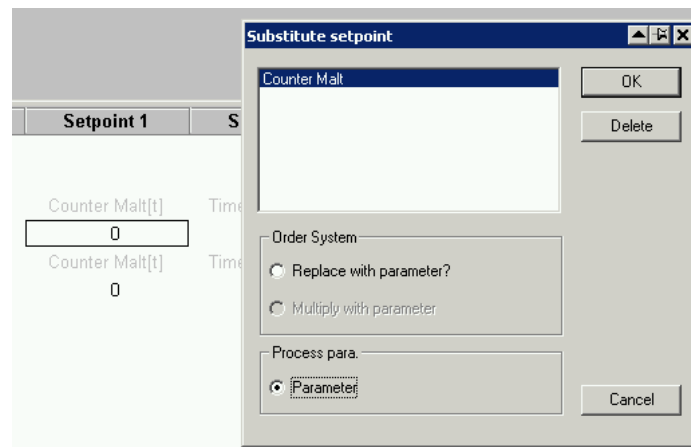 Substitute setpoint
Counter Malt
OK
Delete
Setpoint 1
S
Counter Malt[t]
Time
0
Counter Malt[t]
Time
0
Order System
Replace with parameter?
Multiply with parameter
Process para.
Parameter
Cancel